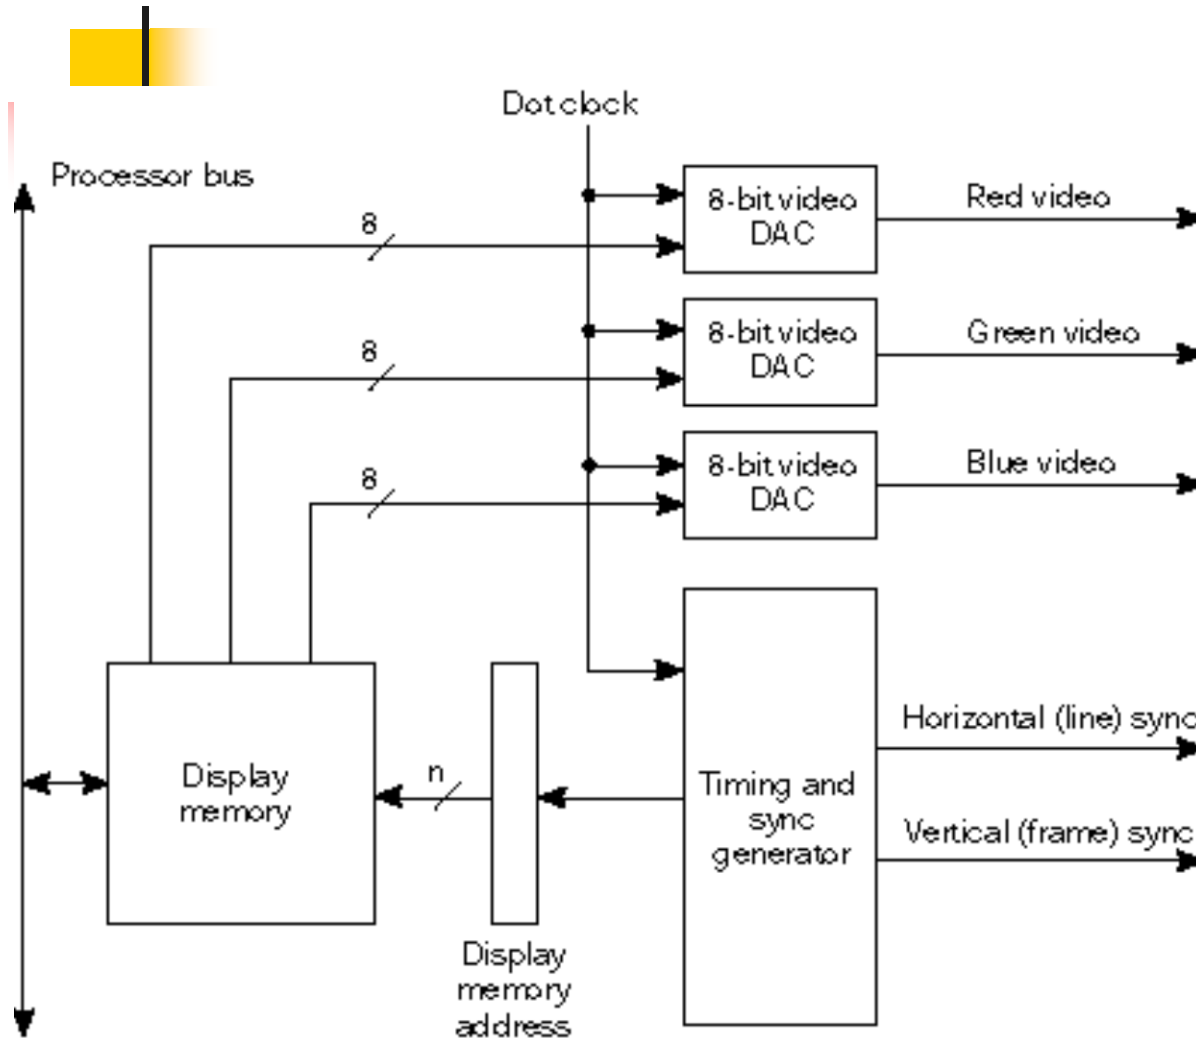 Dot clock
Processor bus
8
8-bit video
DAC
Red video
8
8-bit video
DAC
Green video
8
8-bit video
DAC
Blue video
Display
memory
n
Display
memory
address
Timing and
sync
generator
Horizontal (line) sync
Vertical (frame) sync